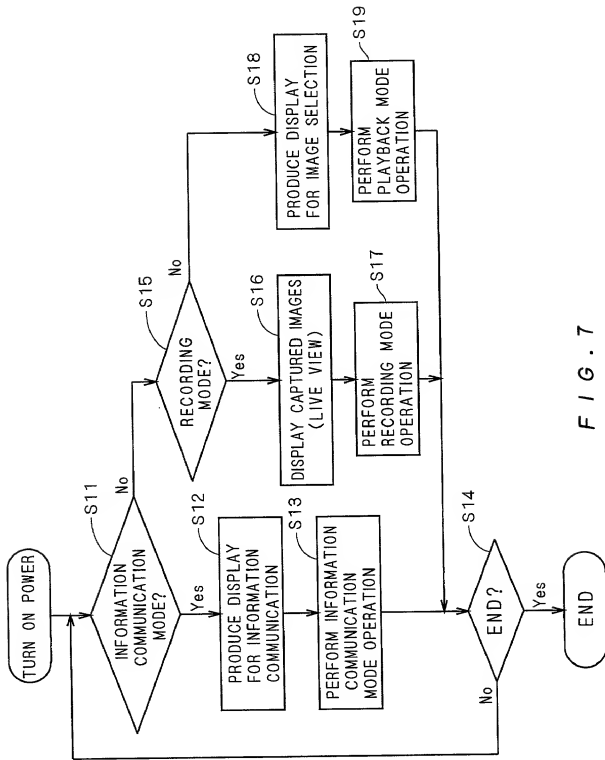 TURN ON POWER
S11
INFORMATION
COMMUNICATION
MODE?
No
Yes
S12
PRODUCE DISPLAY
FOR INFORMATION
COMMUNICATION
S13
PERFORM INFORMATION
COMMUNICATION
MODE OPERATION
S15
RECORDING
MODE?
No
Yes
S16
DISPLAY CAPTURED IMAGES
(LIVE VIEW)
S17
PERFORM
RECORDING MODE
OPERATION
S18
PRODUCE DISPLAY
FOR IMAGE SELECTION
S19
PERFORM
PLAYBACK MODE
OPERATION
S14
END?
No
Yes
END
FIG. 7